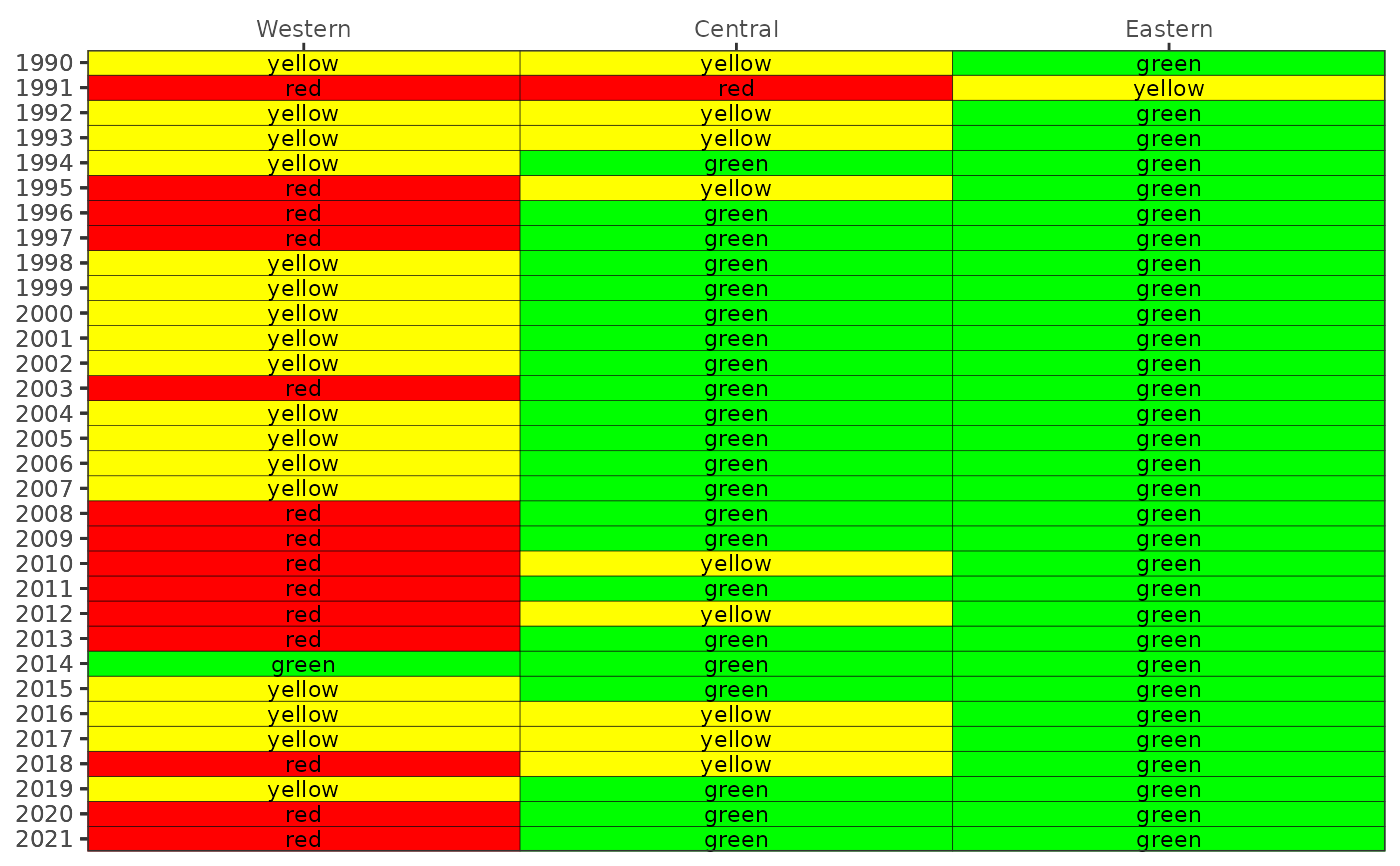 Western Central Eastern
1990 yellow yellow green
1991 red red yellow
1992 yellow yellow green
1993 yellow yellow green
1994 yellow green green
1995 red yellow green
1996 red green green
1997 red green green
1998 yellow green green
1999 yellow green green
2000 yellow green green
2001 yellow green green
2002 yellow green green
2003 red green green
2004 yellow green green
2005 yellow green green
2006 yellow green green
2007 yellow green green
2008 red green green
2009 red green green
2010 red yellow green
2011 red green green
2012 red yellow green
2013 red green green
2014 green green green
2015 yellow green green
2016 yellow yellow green
2017 yellow yellow green
2018 red yellow green
2019 yellow green green
2020 red green green
2021 red green green